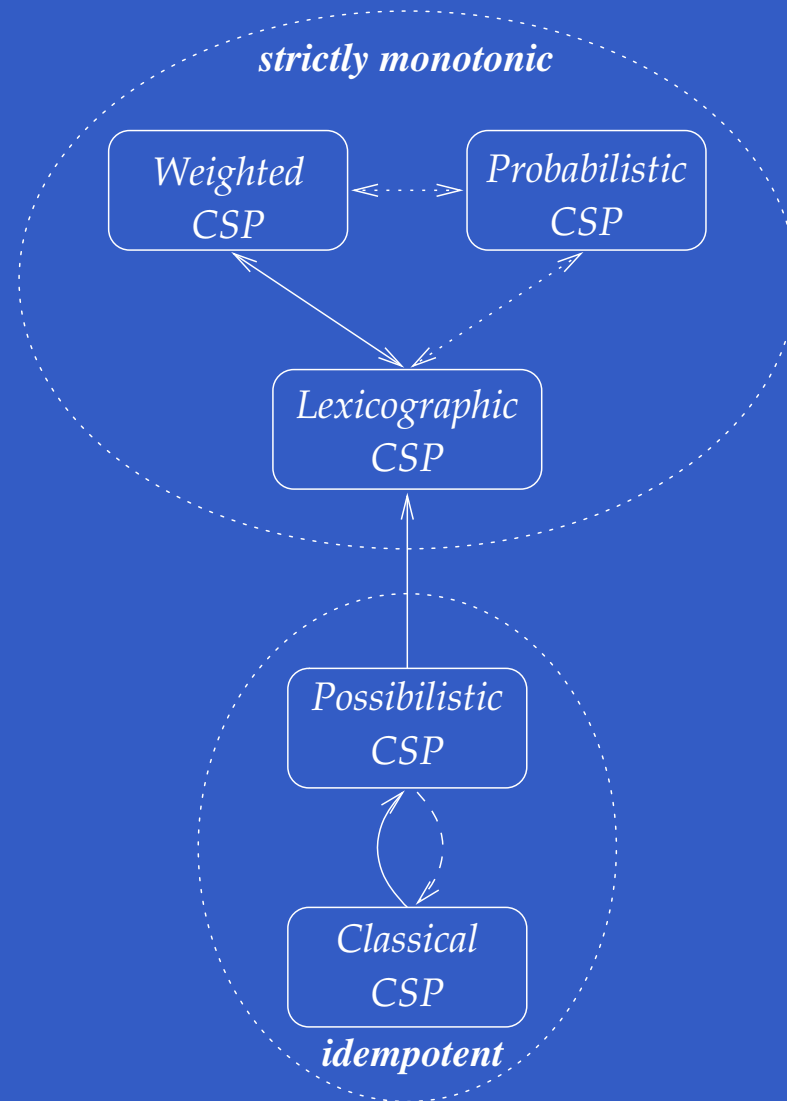 strictly monotonic
Weighted
CSP
Probabilistic
CSP
Lexicographic
CSP
Possibilistic
CSP
Classical
CSP
idempotent